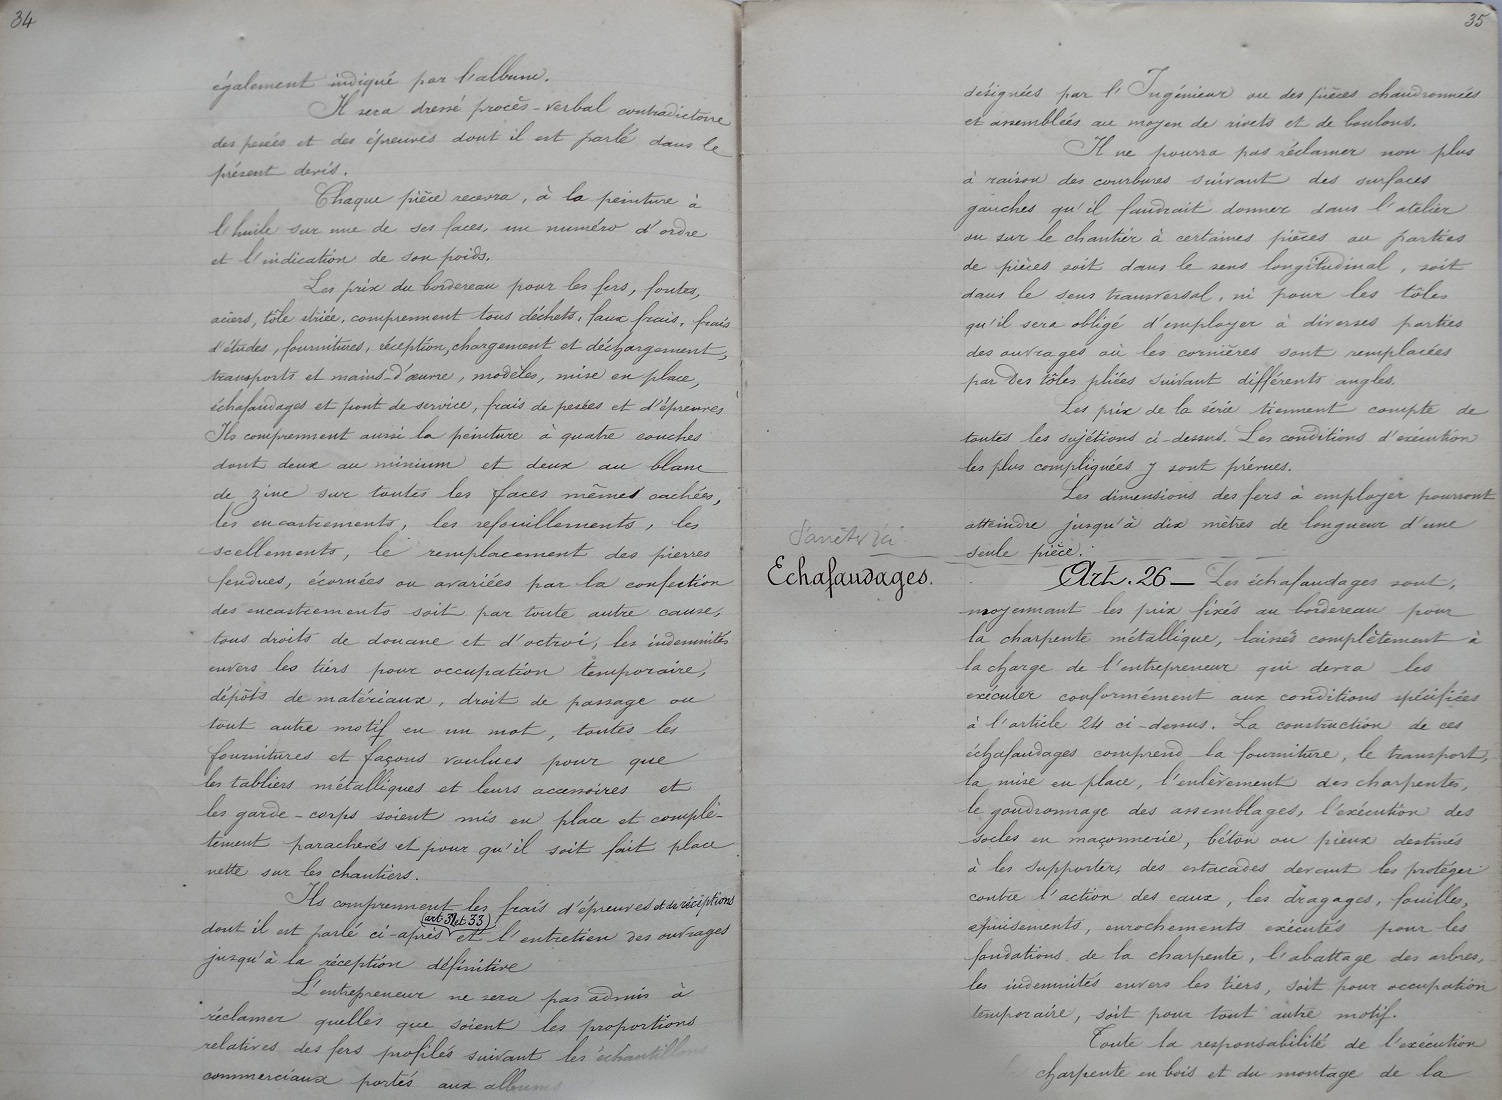 34
également indiqué par l'album.
Il sera dressé procès-verbal contradictoire
des pesées et des épreuves dont il est parlé dans le
présent devis.
Chaque pièce recevra, à la peinture à
l'huile sur une de ses faces, un numéro d'ordre
et l'indication de son poids.
Les prix du bordereau pour les fers, fontes,
aciers, tôle striée, comprennent tous déchets, faux frais, frais
d'études, fournitures, réception, chargement et déchargement,
transports et mains-d'œuvre, modèles, mise en place,
échafaudages et pont de service, frais de pesées et d'épreuves
Ils comprennent aussi la peinture à quatre couches
dont deux au minium et deux au blanc
de zinc sur toutes les faces mêmes cachées,
les encastrements, les refouillements, les
scellements, le remplacement des pierres
fendues, écornées ou avariées par la confection
des encastrements soit par toute autre cause,
tous droits de douane et d'octroi, les indemnités
envers les tiers pour occupation temporaire,
dépôts de matériaux, droit de passage ou
tout autre motif en un mot, toutes les
fournitures et façons voulues pour que
les tabliers métalliques et leurs accessoires et
les garde-corps soient mis en place et complè-
tement parachevés et pour qu'il soit fait place
nette sur les chantiers.
Ils comprennent les frais d'épreuves et de réceptions
(art. 31 et 33)
dont il est parlé ci-après et l'entretien des ouvrages
jusqu'à la réception définitive
L'entrepreneur ne sera pas admis à
réclamer quelles que soient les proportions
relatives des fers profilés suivant les échantillons
commerciaux portés aux albums
35
désignées par l'Ingénieur ou des pièces chaudronnées
et assemblées au moyen de rivets et de boulons.
Il ne pourra pas réclamer non plus
à raison des courbures suivant des surfaces
gauches qu'il faudrait donner dans l'atelier
ou sur le chantier à certaines pièces ou parties
de pièces soit dans le sens longitudinal, soit
dans le sens transversal, ni pour les tôles
qu'il sera obligé d'employer à diverses parties
des ouvrages où les cornières sont remplacées
par des tôles pliées suivant différents angles.
Les prix de la série tiennent compte de
toutes les sujétions ci-dessus. Les conditions d'exécution
les plus compliquées y sont prévues.
Les dimensions des fers à employer pourront
atteindre jusqu'à dix mètres de longueur d'une
seule pièce.
S'arrêter ici
Echafaudages.
Art. 26 — Les échafaudages sont,
moyennant les prix fixés au bordereau pour
la charpente métallique, laissés complètement à
la charge de l'entrepreneur qui devra les
exécuter conformément aux conditions spécifiées
à l'article 24 ci-dessus. La construction de ces
échafaudages comprend la fourniture, le transport,
la mise en place, l'enlèvement des charpentes,
le goudronnage des assemblages, l'exécution des
socles en maçonnerie, béton ou pieux destinés
à les supporter, des estacades devant les protéger
contre l'action des eaux, les dragages, fouilles,
épuisements, enrochements exécutés pour les
fondations de la charpente, l'abattage des arbres,
les indemnités envers les tiers, soit pour occupation
temporaire, soit pour tout autre motif.
Toute la responsabilité de l'exécution
charpente en bois et du montage de la